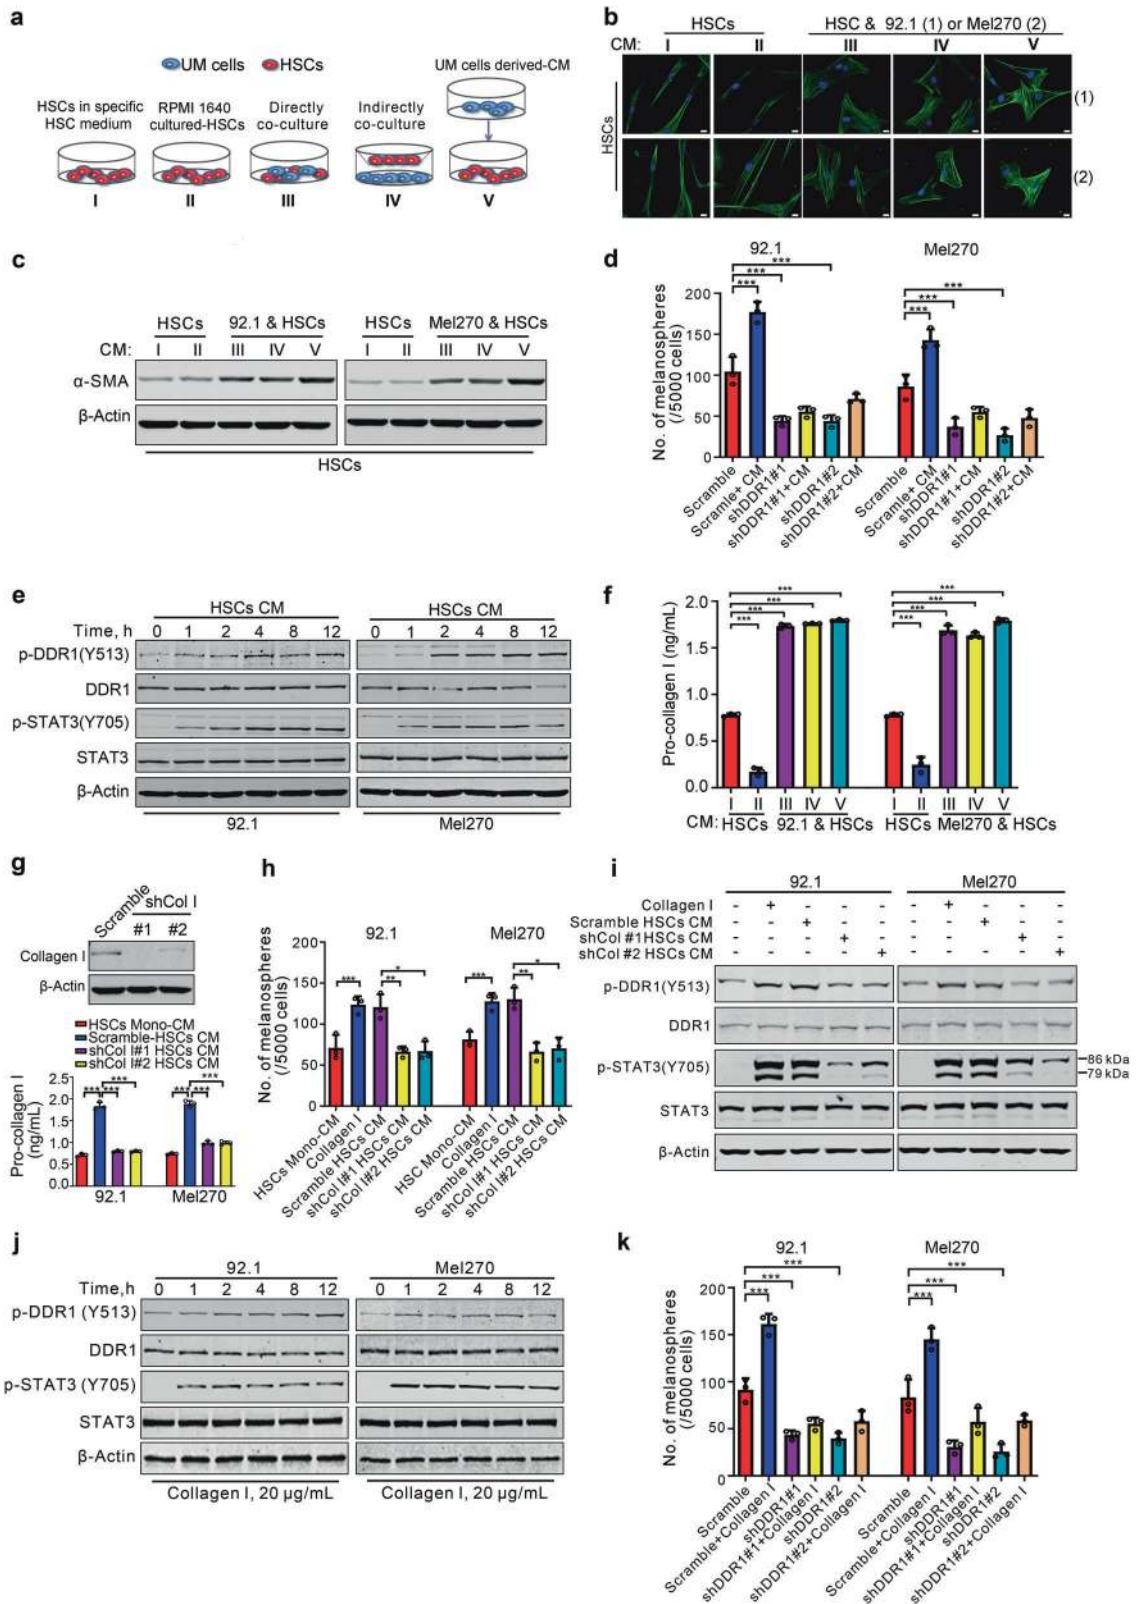 a
UM cells HSCs
UM cells derived-CM
HSCs in specific HSC medium
RPMI 1640 cultured-HSCs
Directly co-culture
Indirectly co-culture
I II III IV V
b
HSCs HSC & 92.1 (1) or Mel270 (2)
CM: I II III IV V
HSCs
(1)
(2)
c
HSCs 92.1 & HSCs HSCs Mel270 & HSCs
CM: I II III IV V I II III IV V
α-SMA
β-Actin
HSCs
d
92.1 Mel270
No. of melanospheres (/5000 cells)
200
150
100
50
0
*** *** *** *** *** ***
Scramble
Scramle+ CM
shDDR1#1
shDDR1#1+CM
shDDR1#2
shDDR1#2+CM
Scramble
Scramle+ CM
shDDR1#1
shDDR1#1+CM
shDDR1#2
shDDR1#2+CM
e
HSCs CM HSCs CM
Time, h 0 1 2 4 8 12 0 1 2 4 8 12
p-DDR1(Y513)
DDR1
p-STAT3(Y705)
STAT3
β-Actin
92.1 Mel270
f
Pro-collagen I (ng/mL)
2.0
1.5
1.0
0.5
0.0
*** *** *** *** *** *** *** ***
I II III IV V I II III IV V
CM: HSCs 92.1 & HSCs HSCs Mel270 & HSCs
g
Scramble
shCol I
#1 #2
Collagen I
β-Actin
HSCs Mono-CM
Scramble-HSCs CM
shCol I#1 HSCs CM
shCol I#2 HSCs CM
Pro-collagen I (ng/mL)
2.5
2.0
1.5
1.0
0.5
0.0
*** *** *** *** *** ***
92.1 Mel270
h
92.1 Mel270
No. of melanospheres (/5000 cells)
200
150
100
50
0
*** ** * *** ** *
HSCs Mono-CM
Collagen I
Scramble HSCs CM
shCol I#1 HSCs CM
shCol I#2 HSCs CM
HSC Mono-CM
Collagen I
Scramble HSCs CM
shCol I#1 HSCs CM
shCol I#2 HSCs CM
i
92.1 Mel270
Collagen I - + - - - - + - - -
Scramble HSCs CM - - + - - - - + - -
shCol #1HSCs CM - - - + - - - - + -
shCol #2 HSCs CM - - - - + - - - - +
p-DDR1(Y513)
DDR1
p-STAT3(Y705)
86 kDa
79 kDa
STAT3
β-Actin
j
92.1 Mel270
Time,h 0 1 2 4 8 12 0 1 2 4 8 12
p-DDR1 (Y513)
DDR1
p-STAT3 (Y705)
STAT3
β-Actin
Collagen I, 20 μg/mL Collagen I, 20 μg/mL
k
92.1 Mel270
No. of melanospheres (/5000 cells)
200
150
100
50
0
*** *** *** *** *** ***
Scramble
Scramble+Collagen I
shDDR1#1
shDDR1#1+Collagen I
shDDR1#2
shDDR1#2+Collagen I
Scramble
Scramble+Collagen I
shDDR1#1
shDDR1#1+Collagen I
shDDR1#2
shDDR1#2+Collagen I